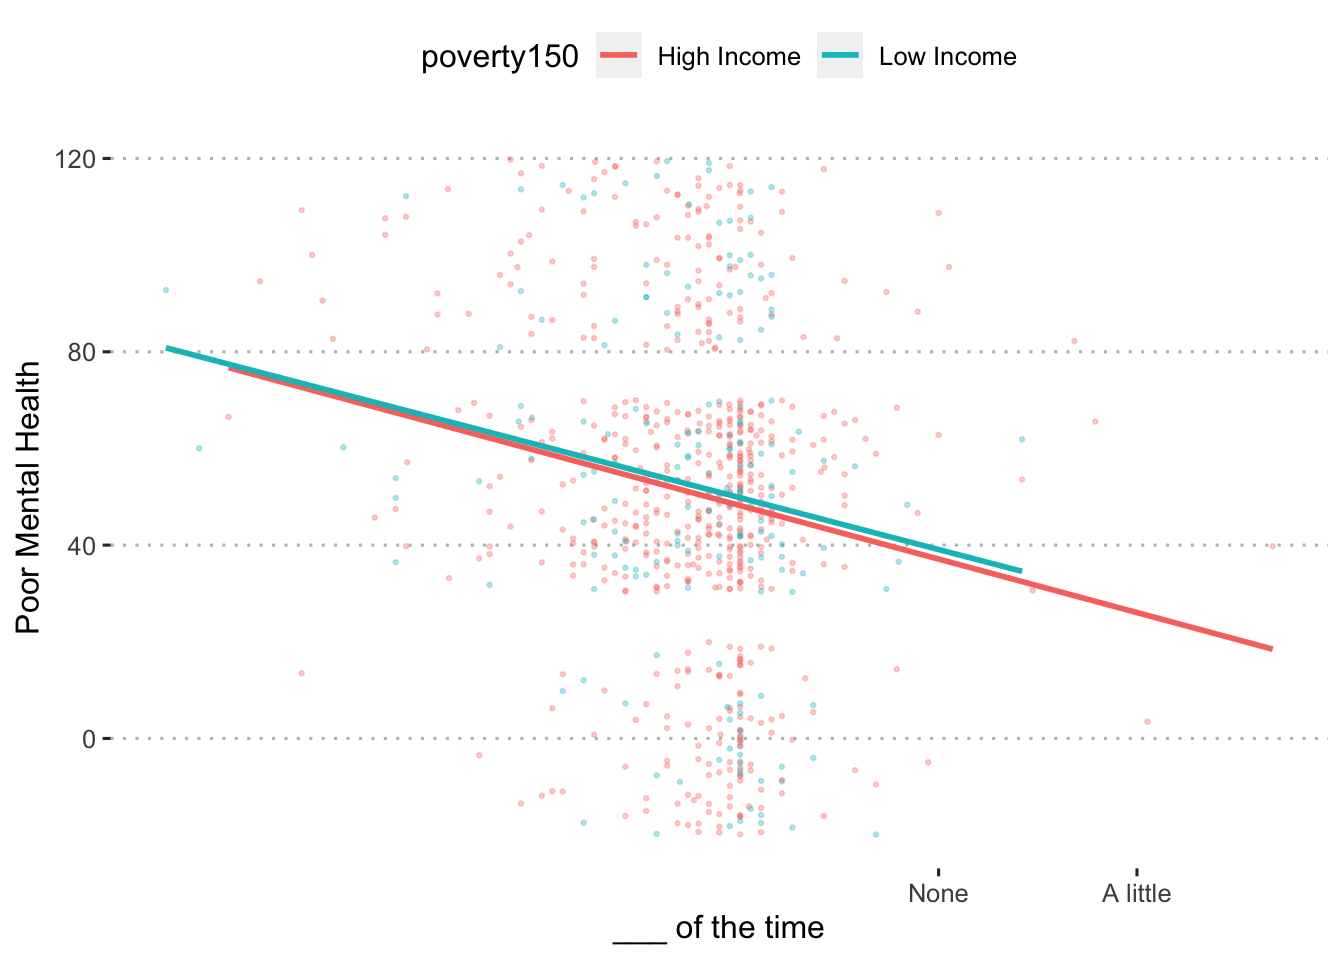 poverty150 High Income Low Income
120
80
40
0
Poor Mental Health
None A little
___ of the time